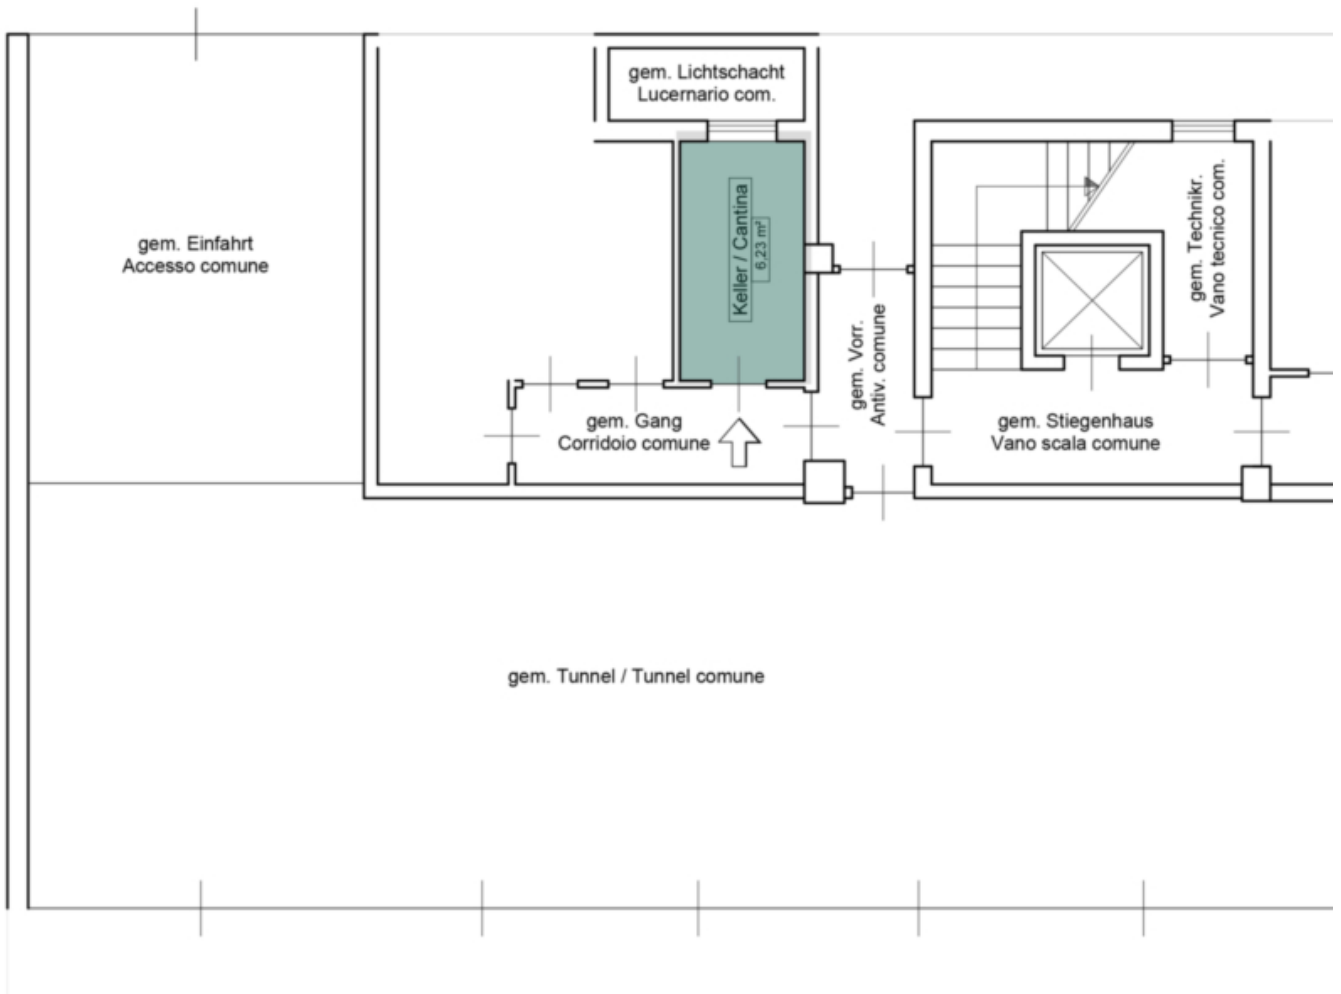 gem. Lichtschacht
Lucernario com.
gem. Einfahrt
Accesso comune
Keller / Cantina
6,23 m²
gem. Technikr.
Vano tecnico com.
gem. Vorr.
Antiv. comune
gem. Gang
Corridoio comune
gem. Stiegenhaus
Vano scala comune
gem. Tunnel / Tunnel comune